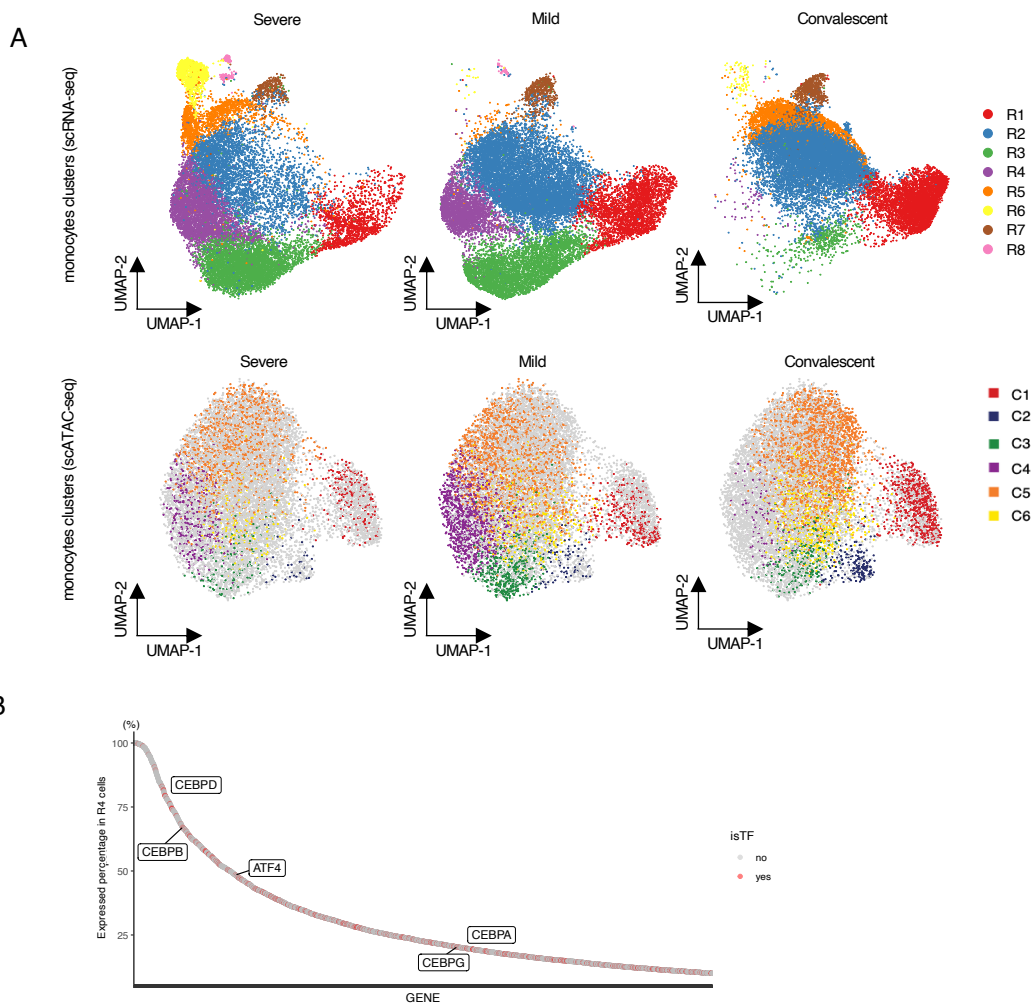 A
Severe
Mild
Convalescent
monocytes clusters (scRNA-seq)
R1
R2
R3
R4
R5
R6
R7
R8
UMAP-2
UMAP-1
UMAP-2
UMAP-1
UMAP-2
UMAP-1
Severe
Mild
Convalescent
monocytes clusters (scATAC-seq)
C1
C2
C3
C4
C5
C6
UMAP-2
UMAP-1
UMAP-2
UMAP-1
UMAP-2
UMAP-1
B
(%)
100
75
50
25
Expressed percentage in R4 cells
CEBPD
CEBPB
ATF4
CEBPA
CEBPG
GENE
isTF
no
yes